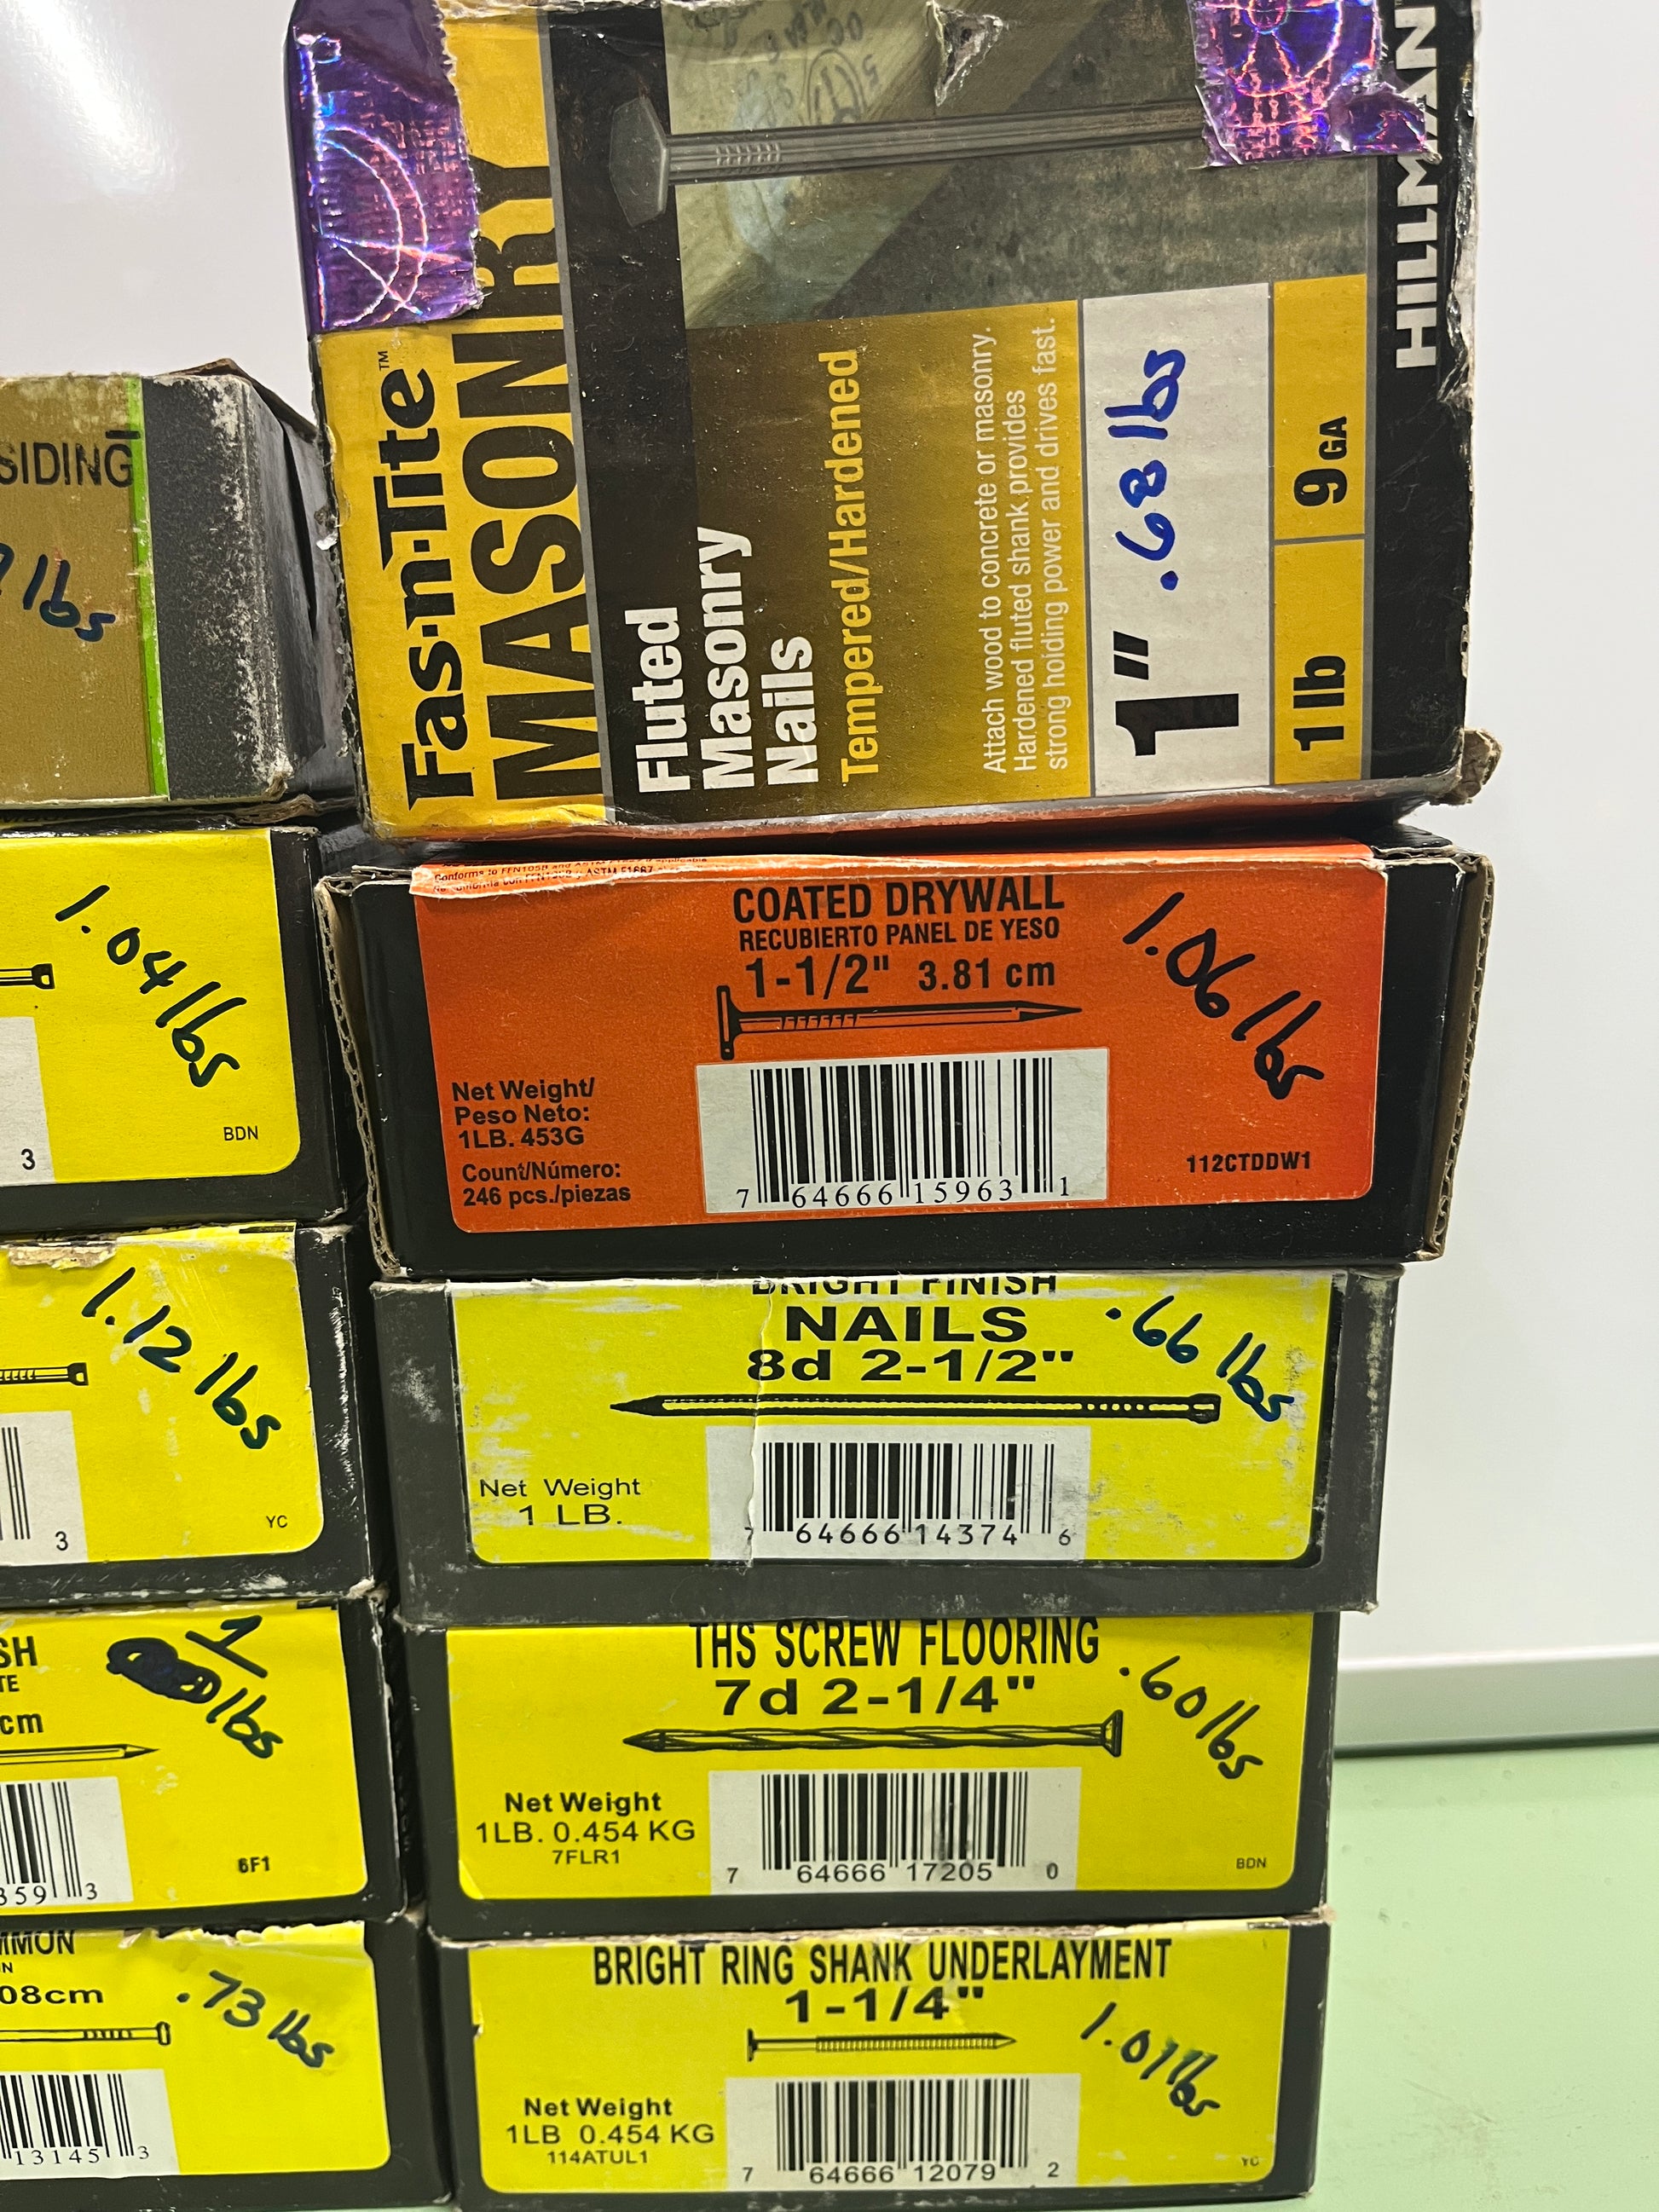 SIDING
lbs
1.04 lbs
3
BDN
1.12 lbs
3
YC
1
lbs
cm
6F1
3
08cm
.73 lbs
13145 3
Fas·n·Tite™
MASONRY
Fluted
Masonry
Nails
Tempered/Hardened
Attach wood to concrete or masonry.
Hardened fluted shank provides
strong holding power and drives fast.
1" .68 lbs
1 lb 9 GA
HILLMAN
COATED DRYWALL
RECUBIERTO PANEL DE YESO
1-1/2" 3.81 cm
1.06 lbs
Net Weight/
Peso Neto:
1LB. 453G
Count/Número:
246 pcs./piezas
7 64666 15963 1
112CTDDW1
BRIGHT FINISH
NAILS
8d 2-1/2"
.66 lbs
Net Weight
1 LB.
7 64666 14374 6
THS SCREW FLOORING
7d 2-1/4"
.60 lbs
Net Weight
1LB. 0.454 KG
7FLR1
7 64666 17205 0
BDN
BRIGHT RING SHANK UNDERLAYMENT
1-1/4"
1.01 lbs
Net Weight
1LB 0.454 KG
114ATUL1
7 64666 12079 2
YC